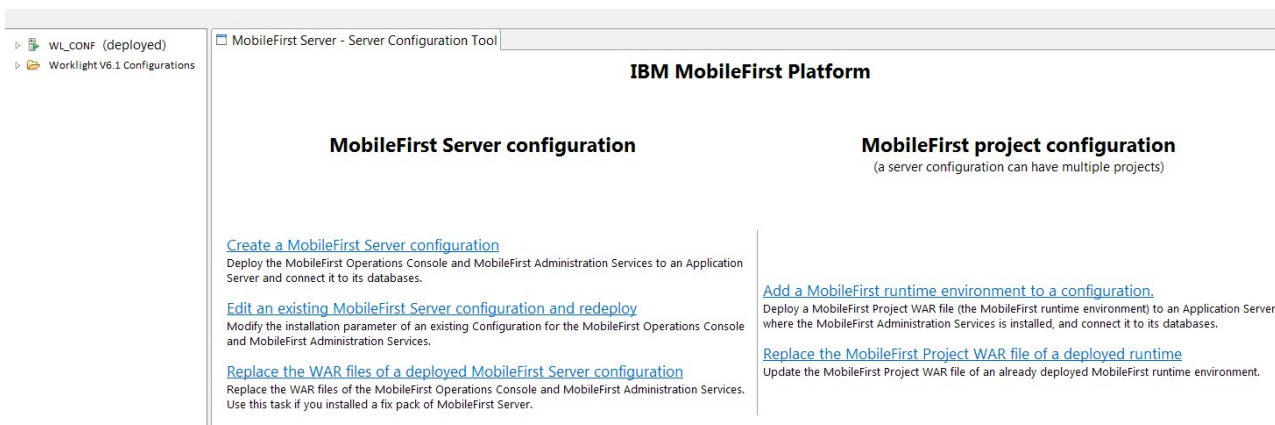 WL_CONF (deployed)
Worklight V6.1 Configurations
MobileFirst Server - Server Configuration Tool
IBM MobileFirst Platform
MobileFirst Server configuration
Create a MobileFirst Server configuration
Deploy the MobileFirst Operations Console and MobileFirst Administration Services to an Application
Server and connect it to its databases.
Edit an existing MobileFirst Server configuration and redeploy
Modify the installation parameter of an existing Configuration for the MobileFirst Operations Console
and MobileFirst Administration Services.
Replace the WAR files of a deployed MobileFirst Server configuration
Replace the WAR files of the MobileFirst Operations Console and MobileFirst Administration Services.
Use this task if you installed a fix pack of MobileFirst Server.
MobileFirst project configuration
(a server configuration can have multiple projects)
Add a MobileFirst runtime environment to a configuration.
Deploy a MobileFirst Project WAR file (the MobileFirst runtime environment) to an Application Server
where the MobileFirst Administration Services is installed, and connect it to its databases.
Replace the MobileFirst Project WAR file of a deployed runtime
Update the MobileFirst Project WAR file of an already deployed MobileFirst runtime environment.